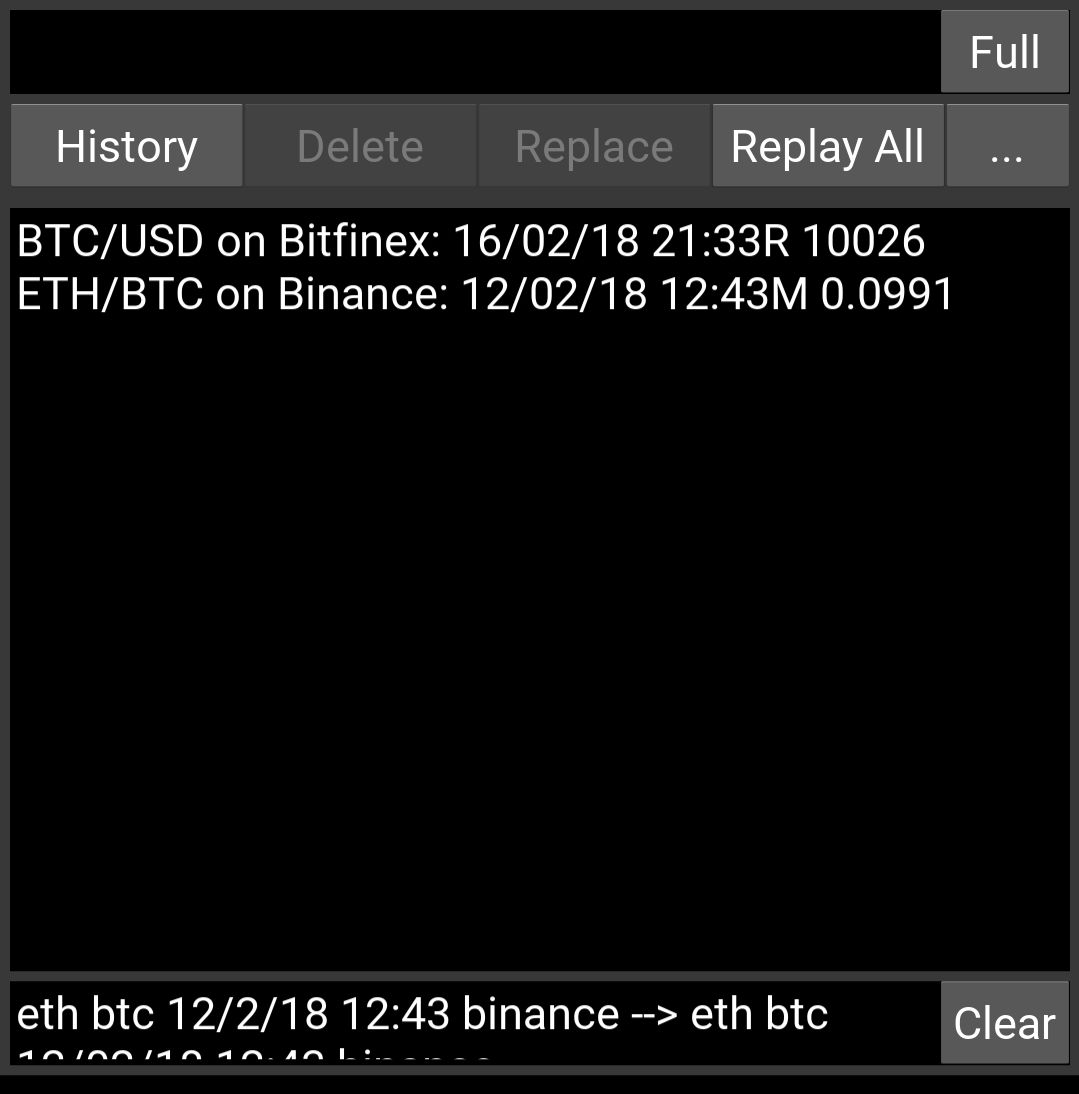 Full
History Delete Replace Replay All ...
BTC/USD on Bitfinex: 16/02/18 21:33R 10026
ETH/BTC on Binance: 12/02/18 12:43M 0.0991
eth btc 12/2/18 12:43 binance --> eth btc
binance
Clear